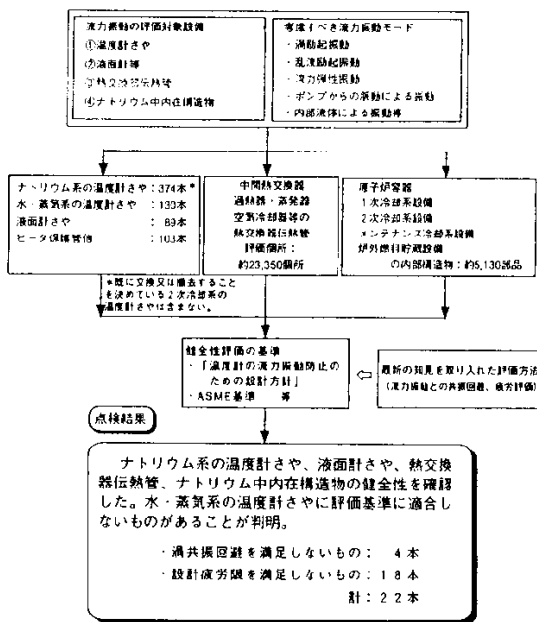 流力振動の評価対象設備
①温度計さや
②液面計等
③熱交換器伝熱管
④ナトリウム中内在構造物
考慮すべき流力振動モード
・渦励起振動
・乱流励起振動
・流力弾性振動
・ポンプからの脈動による振動
・内部流体による振動等
ナトリウム系の温度計さや:374本*
水・蒸気系の温度計さや :130本
液面計さや : 89本
ヒータ保護管他 :103本
中間熱交換器
過熱器・蒸発器
空気冷却器等の
熱交換器伝熱管
評価個所:
約23,350個所
原子炉容器
1次冷却系設備
2次冷却系設備
メンテナンス冷却系設備
炉外燃料貯蔵設備
の内部構造物:約5,130部品
*既に交換又は撤去すること
を決めている2次冷却系の
温度計さやは含まない。
健全性評価の基準
・「温度計の流力振動防止の
ための設計方針」
・ASME基準 等
最新の知見を取り入れた評価方法
(流力振動との共振回避、疲労評価)
点検結果
ナトリウム系の温度計さや、液面計さや、熱交換
器伝熱管、ナトリウム中内在構造物の健全性を確認
した。水・蒸気系の温度計さやに評価基準に適合し
ないものがあることが判明。
・渦共振回避を満足しないもの: 4本
・設計疲労限を満足しないもの:18本
計:22本